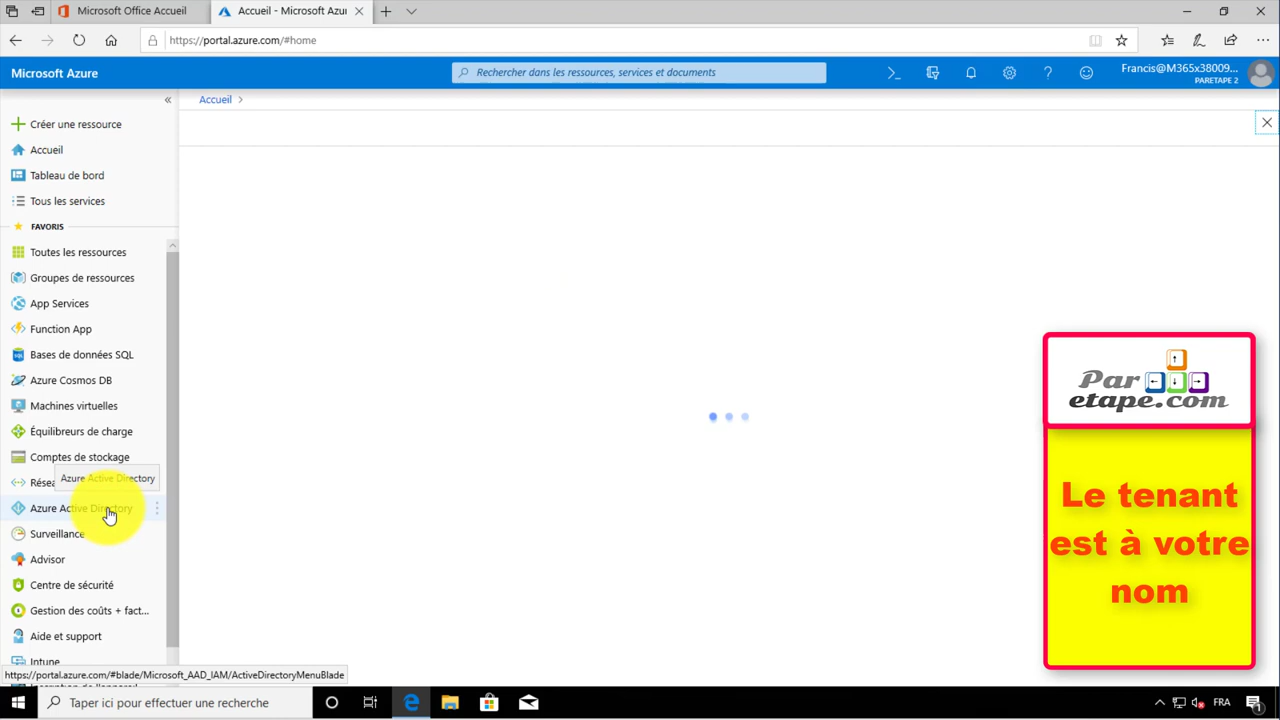 Microsoft Office Accueil
Accueil - Microsoft Azur
https://portal.azure.com/#home
Microsoft Azure
Rechercher dans les ressources, services et documents
Francis@M365x38009...
PARETAPE 2
Accueil
Créer une ressource
Accueil
Tableau de bord
Tous les services
FAVORIS
Toutes les ressources
Groupes de ressources
App Services
Function App
Bases de données SQL
Azure Cosmos DB
Machines virtuelles
Équilibreurs de charge
Comptes de stockage
Azure Active Directory
Résea
Azure Active Directory
Surveillance
Advisor
Centre de sécurité
Gestion des coûts + fact...
Aide et support
Intune
https://portal.azure.com/#blade/Microsoft_AAD_IAM/ActiveDirectoryMenuBlade
Par
etape.com
Le tenant
est à votre
nom
Taper ici pour effectuer une recherche
FRA
1